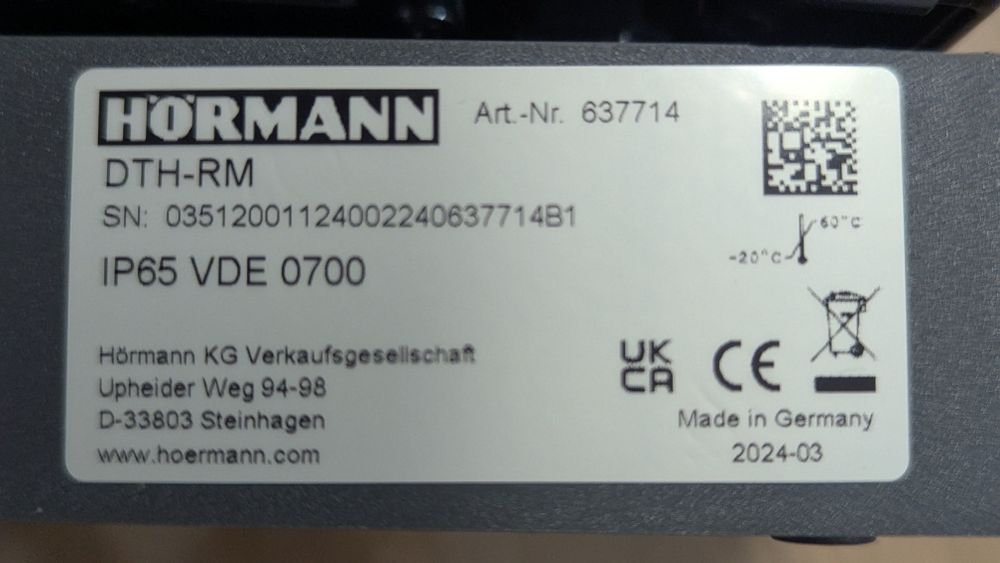 HÖRMANN Art.-Nr. 637714
DTH-RM
SN: 03512001124002240637714B1
60°C
-20°C
IP65 VDE 0700
Hörmann KG Verkaufsgesellschaft
Upheider Weg 94-98
D-33803 Steinhagen
www.hoermann.com
UK
CA CE
Made in Germany
2024-03